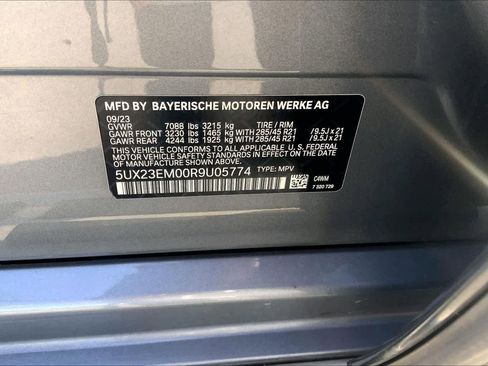 MFD BY BAYERISCHE MOTOREN WERKE AG
09/23
GVWR 7088 lbs 3215 kg TIRE / RIM
GAWR FRONT 3230 lbs 1465 kg WITH 285/45 R21 /9.5J x 21
GAWR REAR 4244 lbs 1925 kg WITH 285/45 R21 /9.5J x 21
THIS VEHICLE CONFORMS TO ALL APPLICABLE U.S. FEDERAL
MOTOR VEHICLE SAFETY STANDARDS IN EFFECT ON THE
DATE OF MANUFACTURE SHOWN ABOVE.
5UX23EM00R9U05774 TYPE: MPV
C4WM
7 520 729